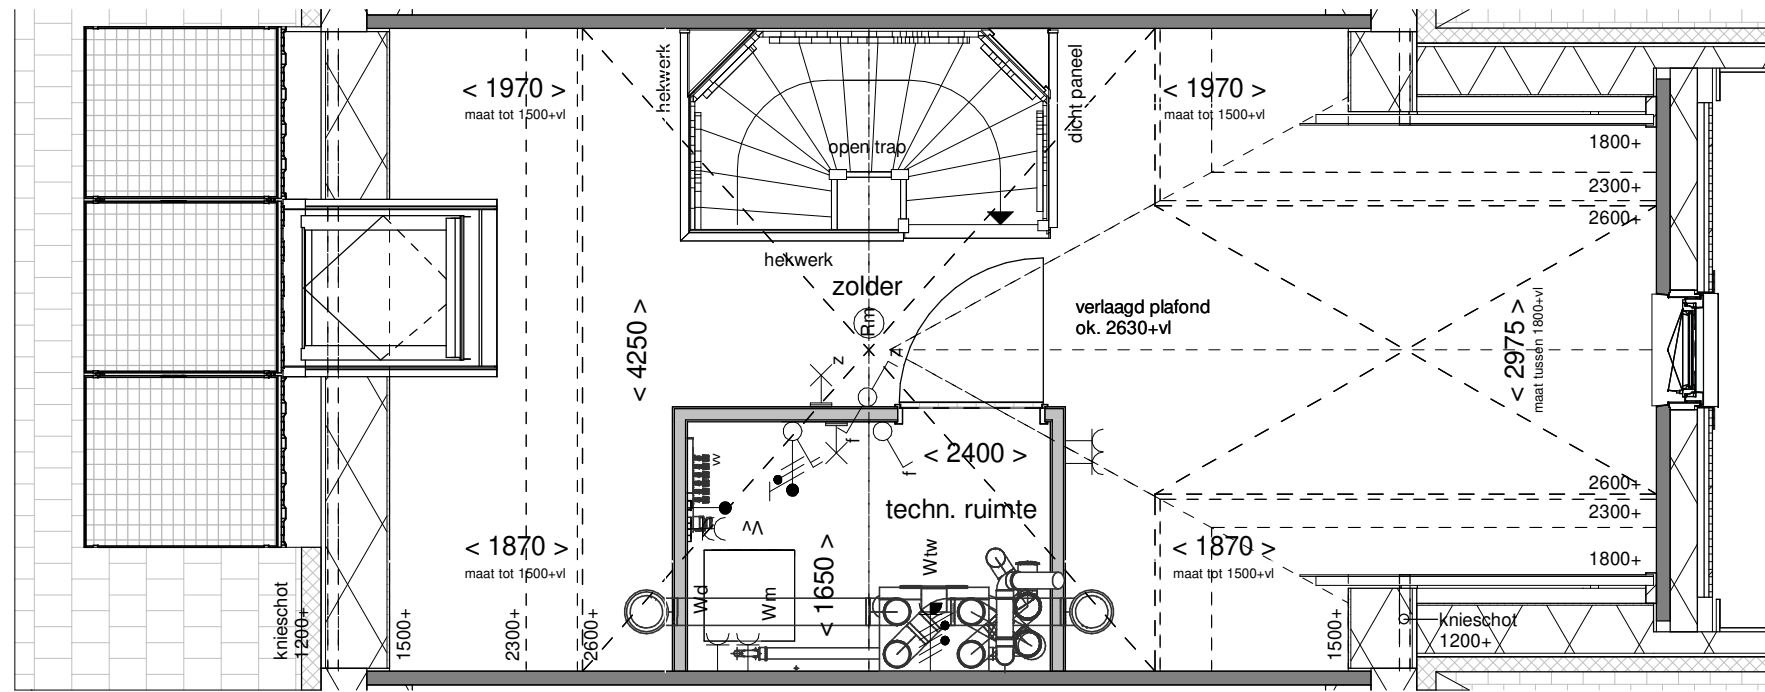 hekwerk
< 1970 >
maat tot 1500+vl
open trap
dicht paneel
< 1970 >
maat tot 1500+vl
1800+
2300+
2600+
hekwerk
zolder
Rm
verlaagd plafond
ok. 2630+vl
< 4250 >
< 2975 >
maat tussen 1800+vl
z
z
f
f
< 2400 >
techn. ruimte
2600+
2300+
1800+
< 1870 >
maat tot 1500+vl
< 1650 >
Wtw
< 1870 >
maat tot 1500+vl
Wd
Wm
knieschot
1200+
1500+
2300+
2600+
1500+
knieschot
1200+